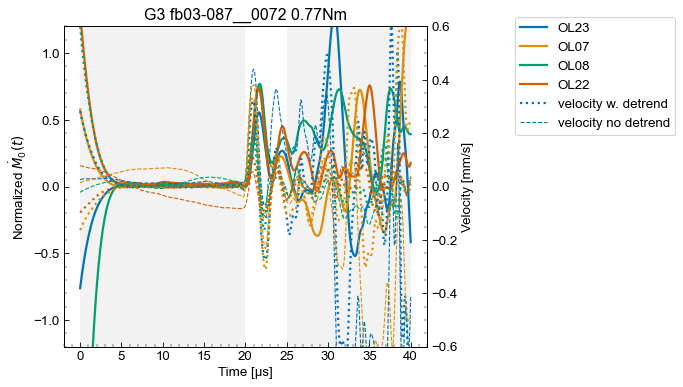 G3 fb03-087__0072 0.77Nm
OL23
OL07
OL08
OL22
velocity w. detrend
velocity no detrend
Normalized Ṁ₀(t)
1.0
0.5
0.0
−0.5
−1.0
0.6
0.4
0.2
0.0
−0.2
−0.4
−0.6
Velocity [mm/s]
0 5 10 15 20 25 30 35 40
Time [μs]